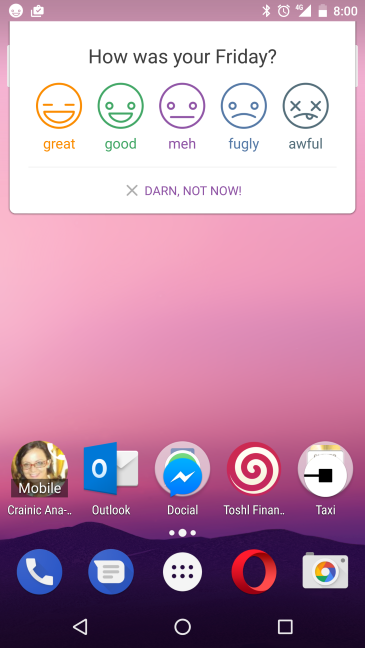 4G 8:00
How was your Friday?
great good meh fugly awful
DARN, NOT NOW!
Mobile
Crainic Ana-.. Outlook Docial Toshl Finan.. Taxi